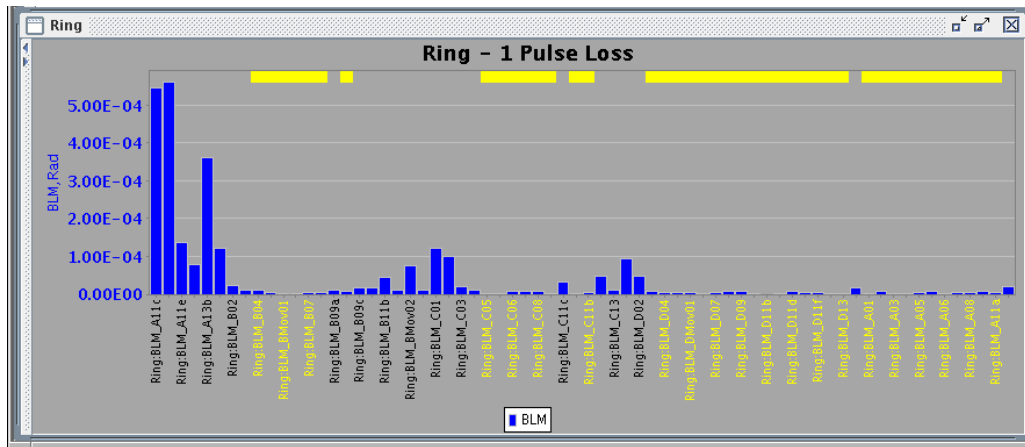 Ring
Ring - 1 Pulse Loss
BLM,Rad
5.00E-04
4.00E-04
3.00E-04
2.00E-04
1.00E-04
0.00E00
Ring:BLM_A11c
Ring:BLM_A11e
Ring:BLM_A13b
Ring:BLM_B02
Ring:BLM_B04
Ring:BLM_BMov01
Ring:BLM_B07
Ring:BLM_B09a
Ring:BLM_B09c
Ring:BLM_B11b
Ring:BLM_BMov02
Ring:BLM_C01
Ring:BLM_C03
Ring:BLM_C05
Ring:BLM_C06
Ring:BLM_C08
Ring:BLM_C11c
Ring:BLM_C11b
Ring:BLM_C13
Ring:BLM_D02
Ring:BLM_D04
Ring:BLM_DMov01
Ring:BLM_D07
Ring:BLM_D09
Ring:BLM_D11b
Ring:BLM_D11d
Ring:BLM_D11f
Ring:BLM_D13
Ring:BLM_A01
Ring:BLM_A03
Ring:BLM_A05
Ring:BLM_A06
Ring:BLM_A08
Ring:BLM_A11a
BLM